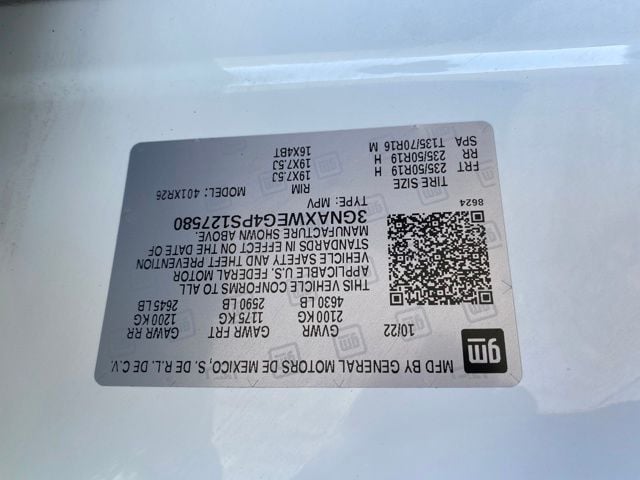 gm
MFD BY GENERAL MOTORS DE MEXICO, S. DE R.L. DE C.V.
10/22 GVWR GAWR FRT GAWR RR
2100 KG 1175 KG 1200 KG
4630 LB 2590 LB 2645 LB
THIS VEHICLE CONFORMS TO ALL
APPLICABLE U.S. FEDERAL MOTOR
VEHICLE SAFETY AND THEFT PREVENTION
STANDARDS IN EFFECT ON THE DATE OF
MANUFACTURE SHOWN ABOVE.
3GNAXWEG4PS127580
8624 TYPE: MPV MODEL: 401XR26
TIRE SIZE RIM
FRT 235/50R19 H 19X7.5J
RR 235/50R19 H 19X7.5J
SPA T135/70R16 M 16X4BT